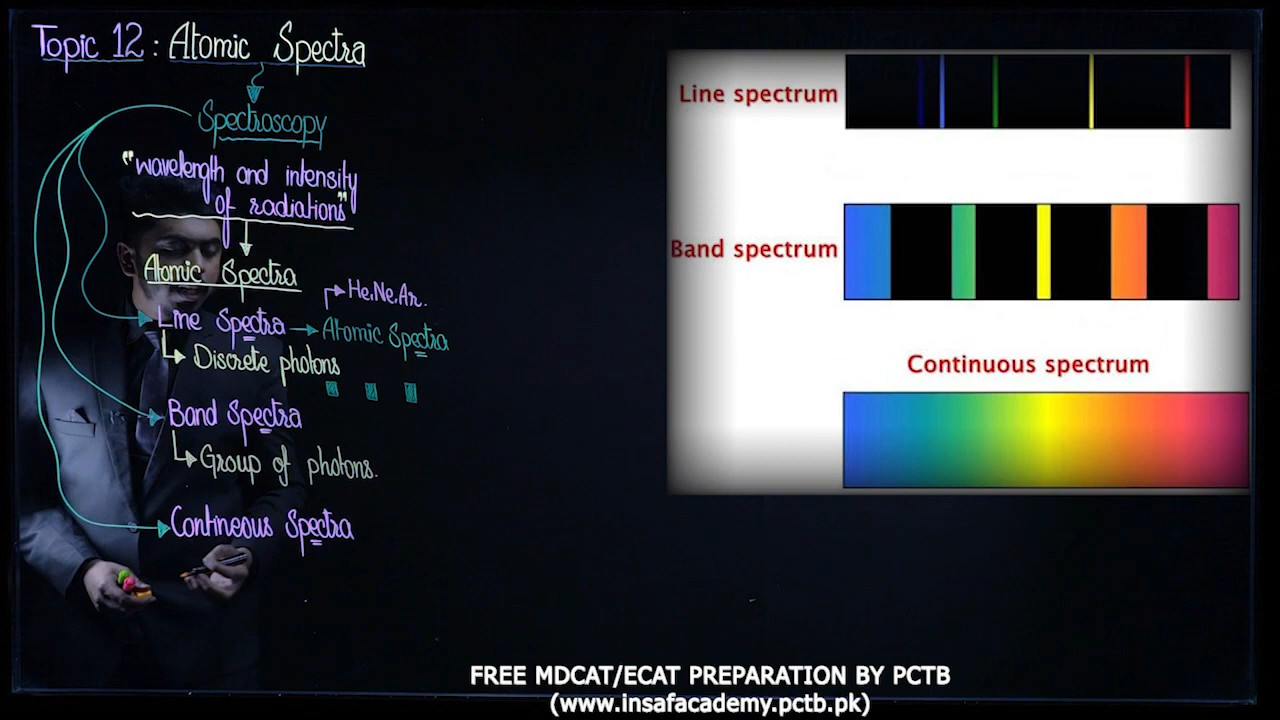 Topic 12 : Atomic Spectra
Spectroscopy
"wavelength and intensity
of radiations"
Atomic Spectra
He.Ne.Ar.
Line Spectra → Atomic Spectra
Discrete photons
Band Spectra
Group of photons.
Contineous Spectra
Line spectrum
Band spectrum
Continuous spectrum
FREE MDCAT/ECAT PREPARATION BY PCTB
(www.insafacademy.pctb.pk)